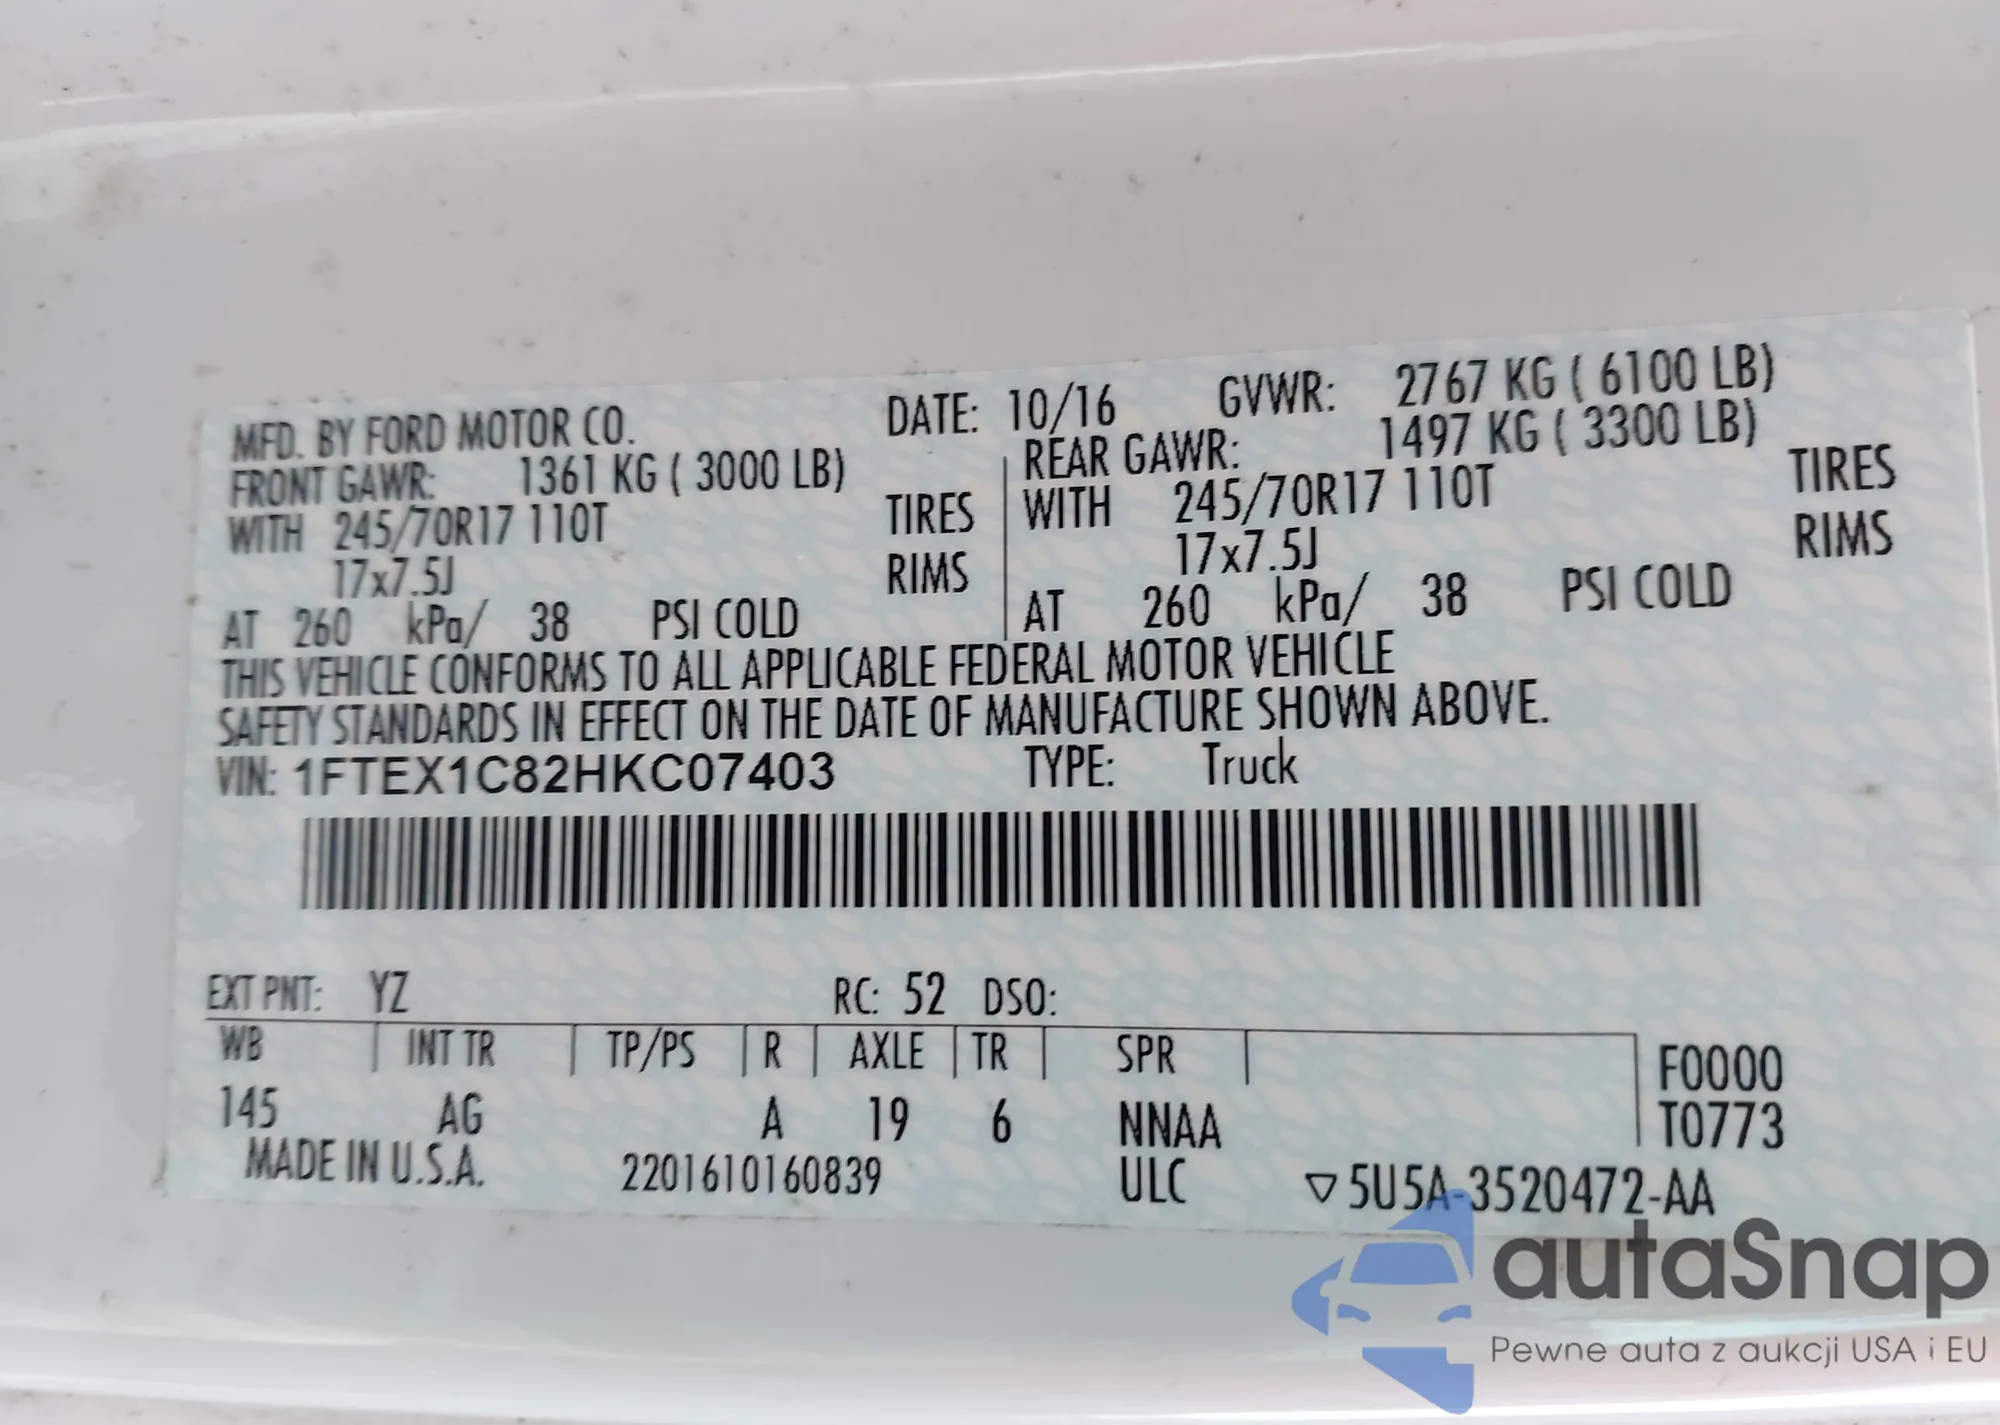 MFD. BY FORD MOTOR CO. DATE: 10/16 GVWR: 2767 KG ( 6100 LB)
FRONT GAWR: 1361 KG ( 3000 LB) REAR GAWR: 1497 KG ( 3300 LB)
WITH 245/70R17 110T TIRES WITH 245/70R17 110T TIRES
17x7.5J RIMS 17x7.5J RIMS
AT 260 kPa/ 38 PSI COLD AT 260 kPa/ 38 PSI COLD
THIS VEHICLE CONFORMS TO ALL APPLICABLE FEDERAL MOTOR VEHICLE
SAFETY STANDARDS IN EFFECT ON THE DATE OF MANUFACTURE SHOWN ABOVE.
VIN: 1FTEX1C82HKC07403 TYPE: Truck
EXT PNT: YZ RC: 52 DSO:
WB INT TR TP/PS R AXLE TR SPR F0000
145 AG A 19 6 NNAA T0773
MADE IN U.S.A. 2201610160839 ULC ▽5U5A-3520472-AA
autaSnap
Pewne auta z aukcji USA i EU